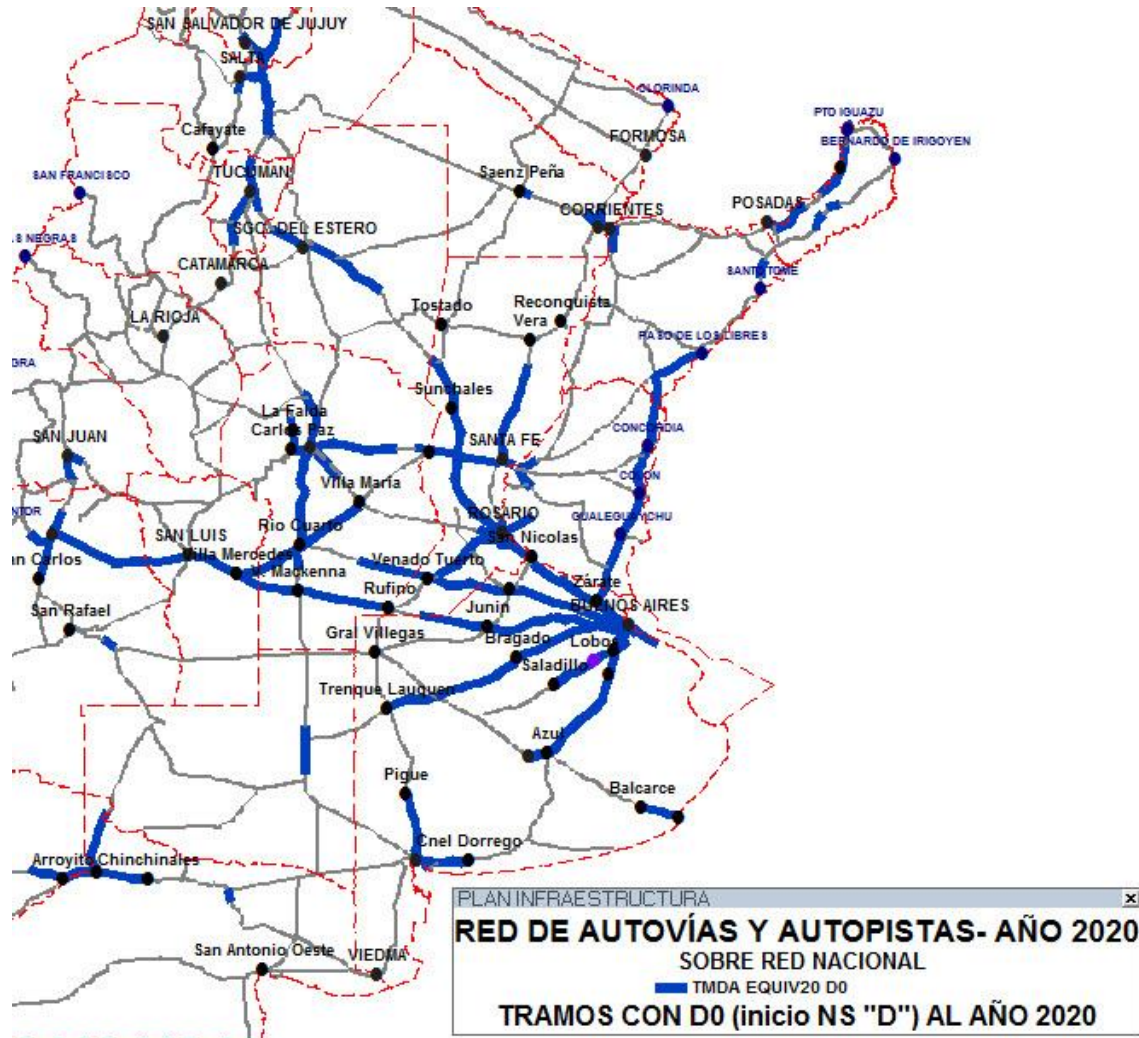 SAN SALVADOR DE JUJUY
SALTA
CLORINDA
PTO IGUAZU
FORMOSA
BERNARDO DE IRIGOYEN
Cafayate
SAN FRANCISCO
TUCUMAN
Saenz Peña
POSADAS
CORRIENTES
SGO. DEL ESTERO
AS NEGRAS
CATAMARCA
SANTO TOME
Tostado
Reconquista
LA RIOJA
Vera
PASO DE LOS LIBRES
GRA
Sunchales
La Falda
Carlos Paz
CONCORDIA
SAN JUAN
SANTA FE
Villa Maria
COLON
NTOR
ROSARIO
GUALEGUAYCHU
SAN LUIS
Rio Cuarto
San Nicolas
an Carlos
Villa Mercedes
Venado Tuerto
V. Mackenna
Zárate
Rufino
BUENOS AIRES
San Rafael
Junin
Gral Villegas
Bragado
Lobos
Saladillo
Trenque Lauquen
Azul
Pigue
Balcarce
Cnel Dorrego
Arroyito
Chinchinales
San Antonio Oeste
VIEDMA
PLAN INFRAESTRUCTURA
RED DE AUTOVÍAS Y AUTOPISTAS- AÑO 2020
SOBRE RED NACIONAL
TMDA EQUIV20 D0
TRAMOS CON D0 (inicio NS "D") AL AÑO 2020